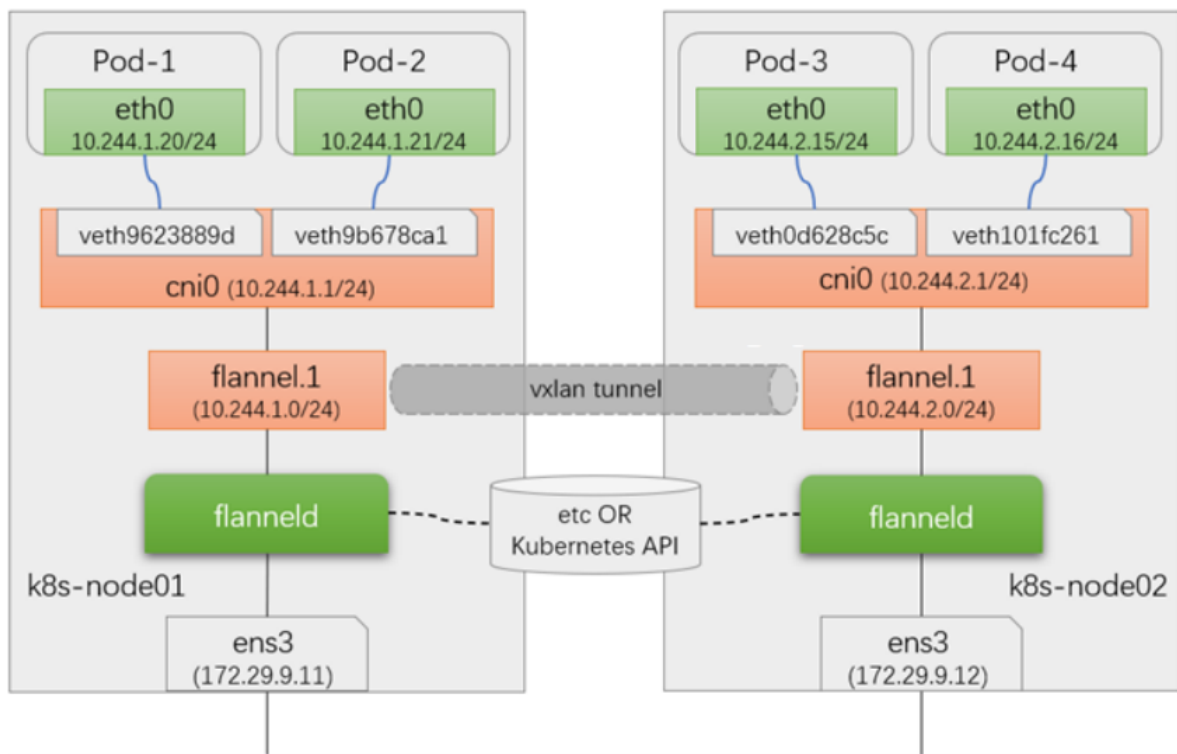 Pod-1
eth0
10.244.1.20/24
Pod-2
eth0
10.244.1.21/24
veth9623889d
veth9b678ca1
cni0 (10.244.1.1/24)
flannel.1
(10.244.1.0/24)
flanneld
k8s-node01
ens3
(172.29.9.11)
vxlan tunnel
etc OR
Kubernetes API
Pod-3
eth0
10.244.2.15/24
Pod-4
eth0
10.244.2.16/24
veth0d628c5c
veth101fc261
cni0 (10.244.2.1/24)
flannel.1
(10.244.2.0/24)
flanneld
k8s-node02
ens3
(172.29.9.12)